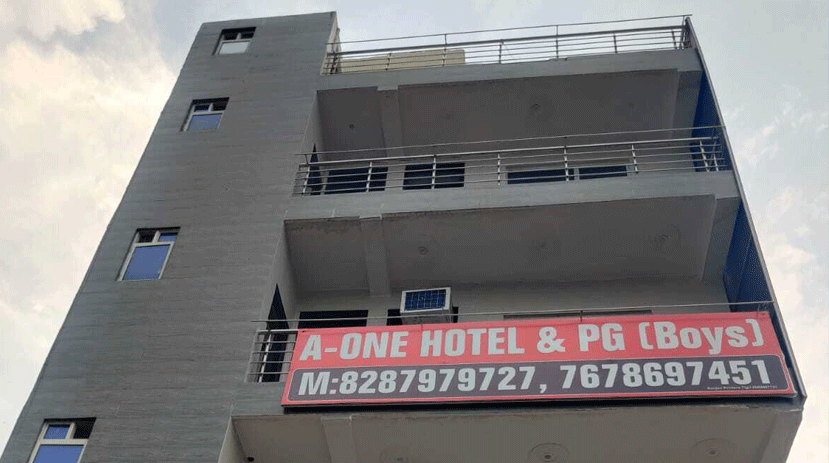 A-ONE HOTEL & PG (Boys)
M:8287979727, 7678697451